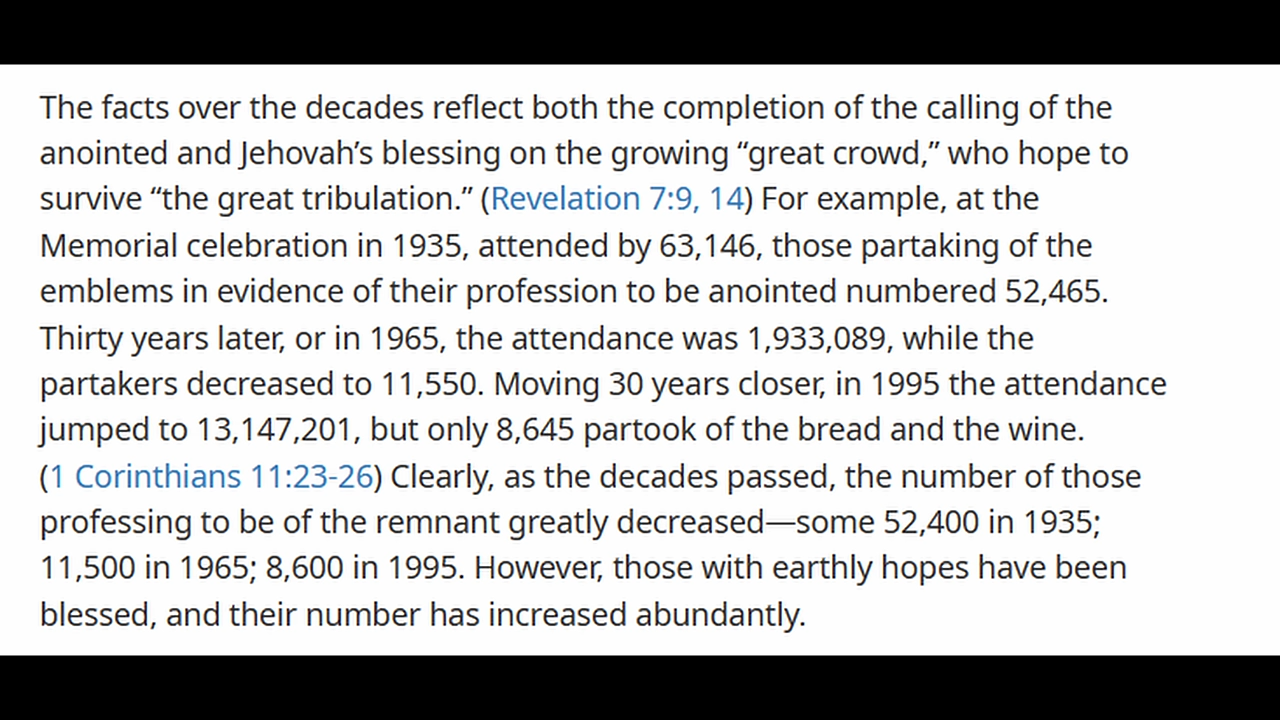 The facts over the decades reflect both the completion of the calling of the
anointed and Jehovah’s blessing on the growing “great crowd,” who hope to
survive “the great tribulation.” (Revelation 7:9, 14) For example, at the
Memorial celebration in 1935, attended by 63,146, those partaking of the
emblems in evidence of their profession to be anointed numbered 52,465.
Thirty years later, or in 1965, the attendance was 1,933,089, while the
partakers decreased to 11,550. Moving 30 years closer, in 1995 the attendance
jumped to 13,147,201, but only 8,645 partook of the bread and the wine.
(1 Corinthians 11:23-26) Clearly, as the decades passed, the number of those
professing to be of the remnant greatly decreased—some 52,400 in 1935;
11,500 in 1965; 8,600 in 1995. However, those with earthly hopes have been
blessed, and their number has increased abundantly.